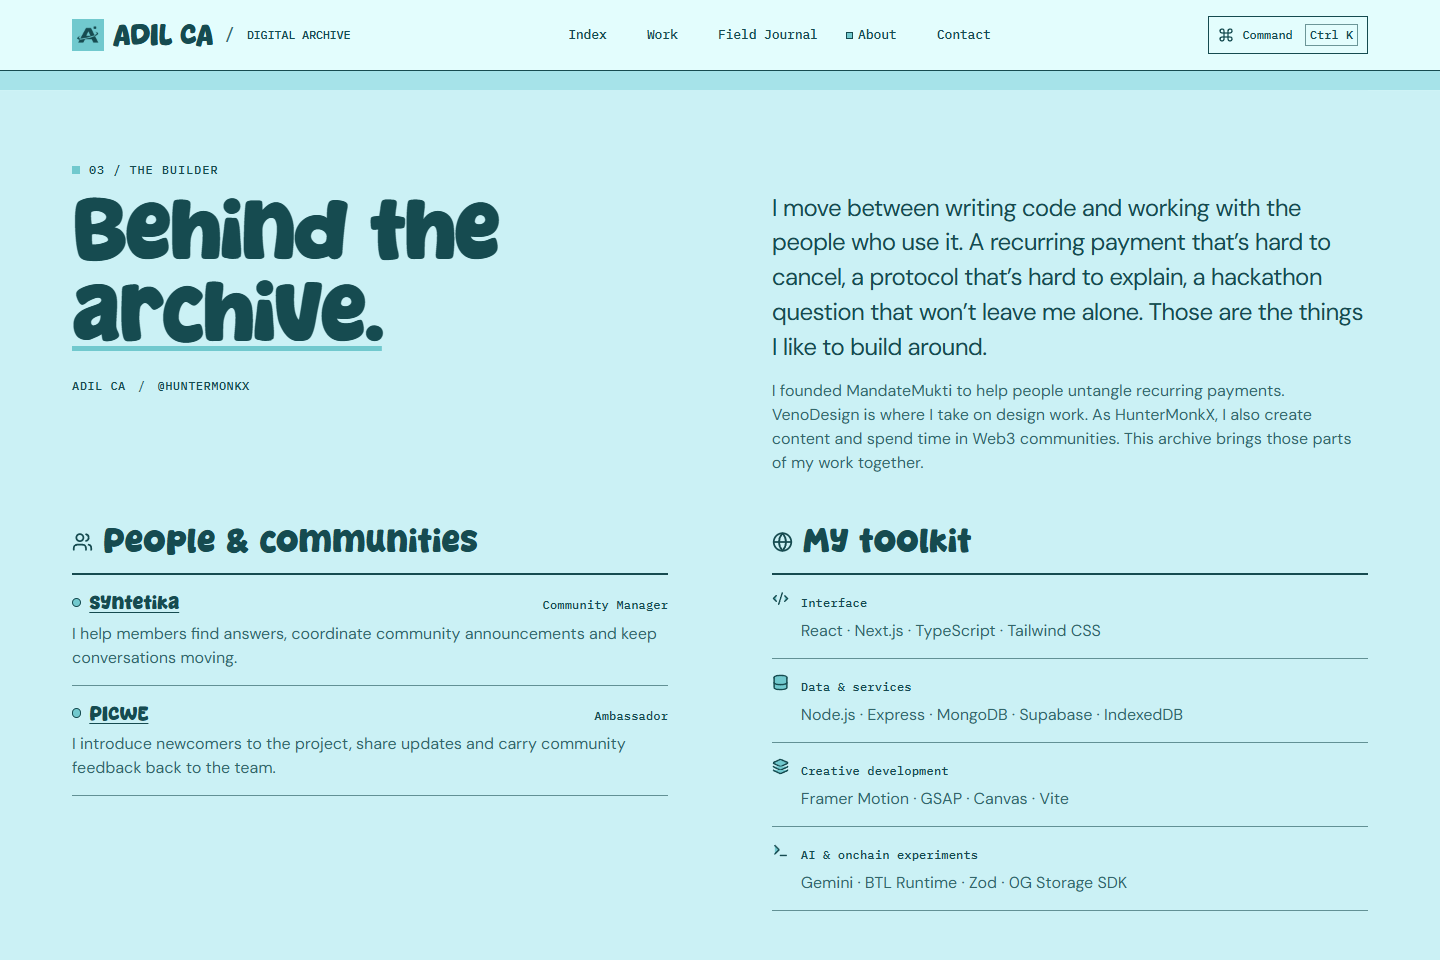 ADIL CA / DIGITAL ARCHIVE
Index Work Field Journal About Contact
Command Ctrl K
03 / THE BUILDER
Behind the
archive.
ADIL CA / @HUNTERMONKX
I move between writing code and working with the
people who use it. A recurring payment that’s hard to
cancel, a protocol that’s hard to explain, a hackathon
question that won’t leave me alone. Those are the things
I like to build around.
I founded MandateMukti to help people untangle recurring payments.
VenoDesign is where I take on design work. As HunterMonkX, I also create
content and spend time in Web3 communities. This archive brings those parts
of my work together.
People & communities
Syntetika
Community Manager
I help members find answers, coordinate community announcements and keep
conversations moving.
PICWE
Ambassador
I introduce newcomers to the project, share updates and carry community
feedback back to the team.
My toolkit
Interface
React · Next.js · TypeScript · Tailwind CSS
Data & services
Node.js · Express · MongoDB · Supabase · IndexedDB
Creative development
Framer Motion · GSAP · Canvas · Vite
AI & onchain experiments
Gemini · BTL Runtime · Zod · 0G Storage SDK